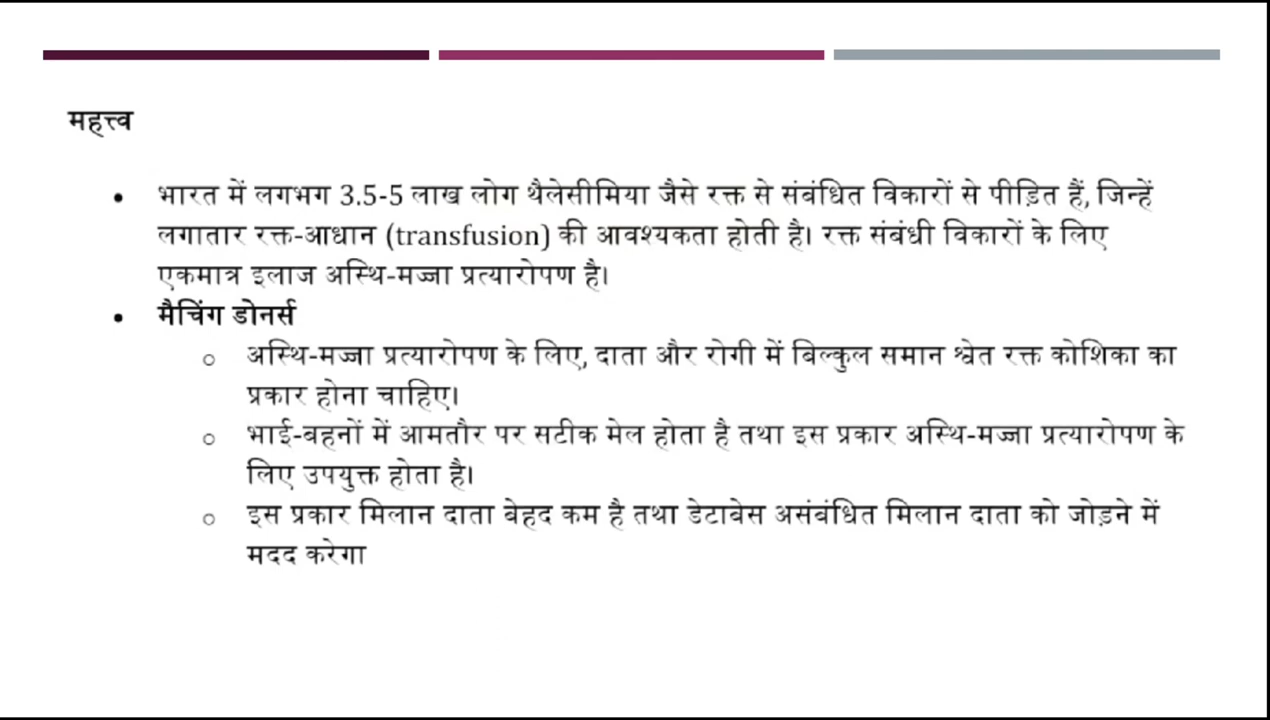 महत्त्व
• भारत में लगभग 3.5-5 लाख लोग थैलेसीमिया जैसे रक्त से संबंधित विकारों से पीड़ित हैं, जिन्हें
लगातार रक्त-आधान (transfusion) की आवश्यकता होती है। रक्त संबंधी विकारों के लिए
एकमात्र इलाज अस्थि-मज्जा प्रत्यारोपण है।
• मैचिंग डोनर्स
○ अस्थि-मज्जा प्रत्यारोपण के लिए, दाता और रोगी में बिल्कुल समान श्वेत रक्त कोशिका का
प्रकार होना चाहिए।
○ भाई-बहनों में आमतौर पर सटीक मेल होता है तथा इस प्रकार अस्थि-मज्जा प्रत्यारोपण के
लिए उपयुक्त होता है।
○ इस प्रकार मिलान दाता बेहद कम है तथा डेटाबेस असंबंधित मिलान दाता को जोड़ने में
मदद करेगा